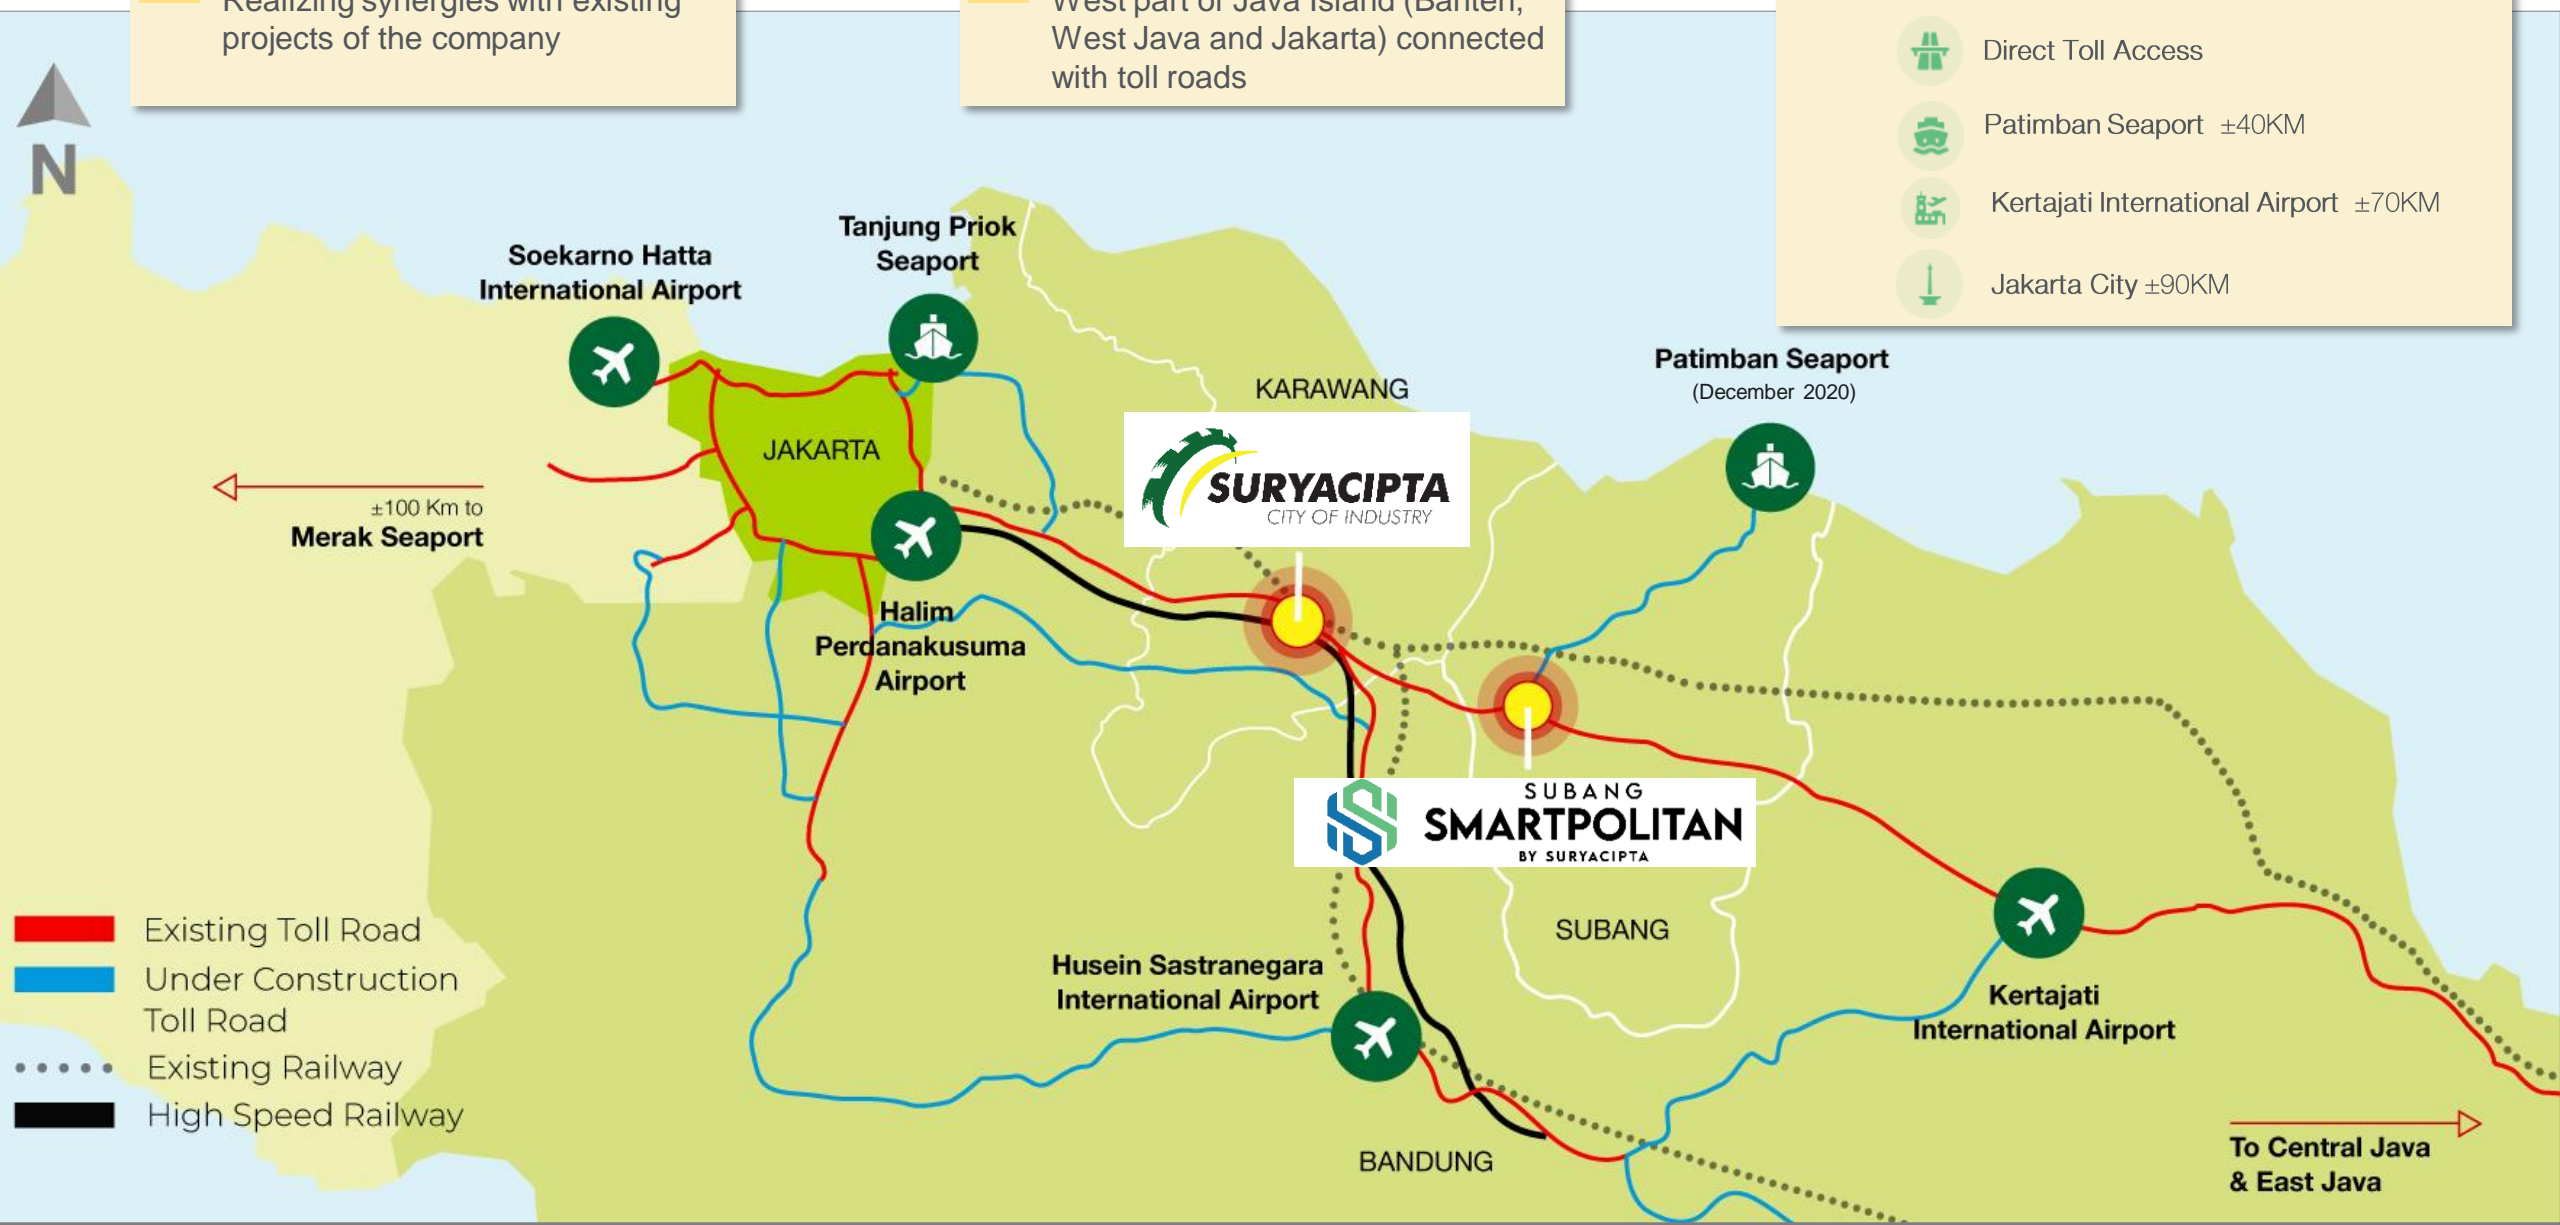 Realizing synergies with existing
projects of the company
West part of Java Island (Banten,
West Java and Jakarta) connected
with toll roads
Direct Toll Access
Patimban Seaport ±40KM
Kertajati International Airport ±70KM
Jakarta City ±90KM
N
Soekarno Hatta
International Airport
Tanjung Priok
Seaport
KARAWANG
Patimban Seaport
(December 2020)
JAKARTA
SURYACIPTA
CITY OF INDUSTRY
±100 Km to
Merak Seaport
Halim
Perdanakusuma
Airport
SUBANG
SMARTPOLITAN
BY SURYACIPTA
SUBANG
Husein Sastranegara
International Airport
Kertajati
International Airport
BANDUNG
To Central Java
& East Java
Existing Toll Road
Under Construction
Toll Road
Existing Railway
High Speed Railway